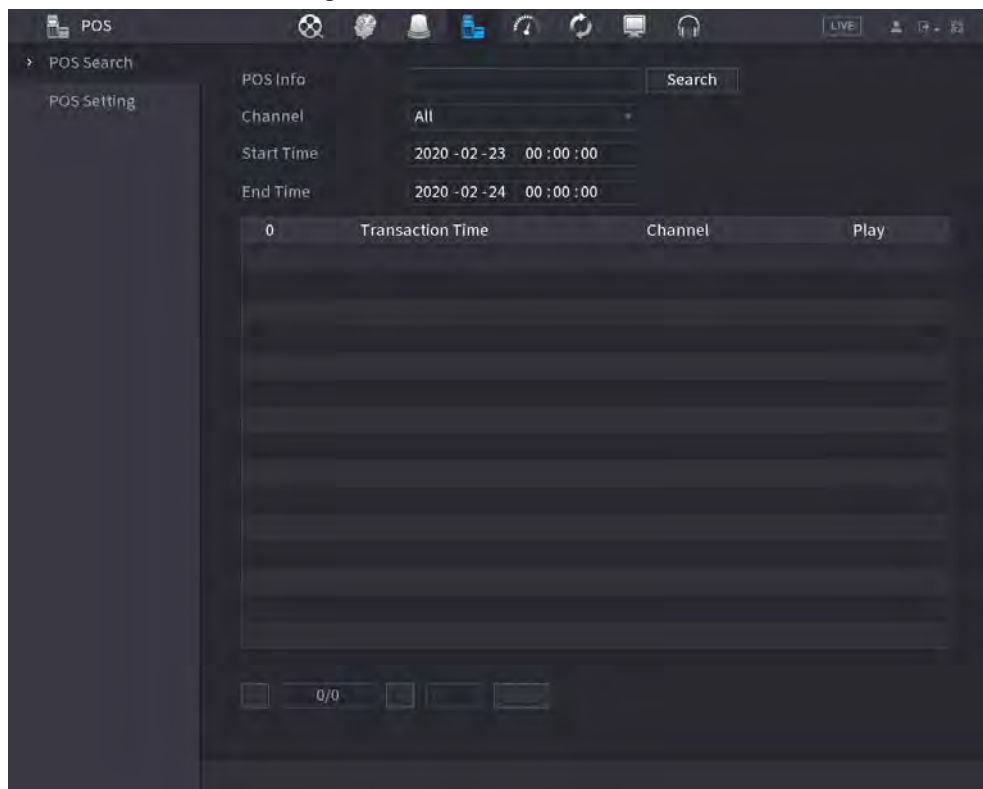 POS LIVE
POS Search
POS Setting
POS Info Search
Channel All
Start Time 2020 -02 -23 00 :00 :00
End Time 2020 -02 -24 00 :00 :00
0 Transaction Time Channel Play
0/0